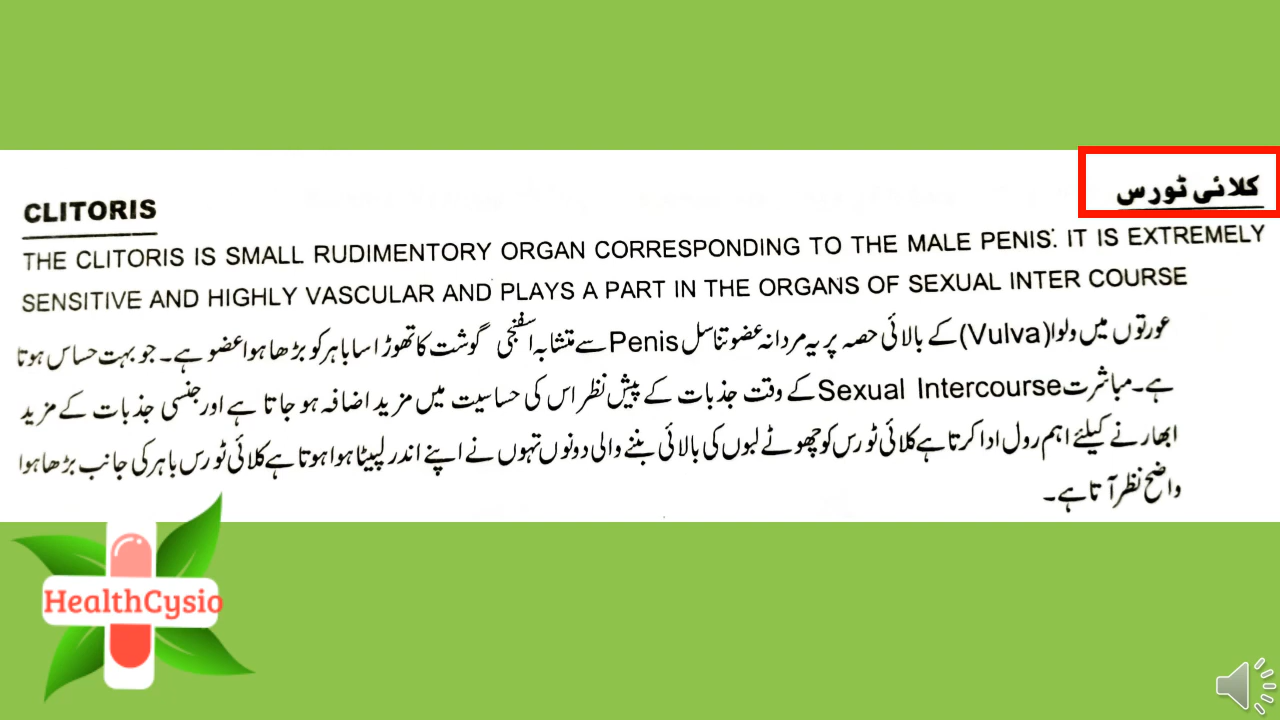 CLITORIS
کلائی ٹورس
THE CLITORIS IS SMALL RUDIMENTORY ORGAN CORRESPONDING TO THE MALE PENIS. IT IS EXTREMELY
SENSITIVE AND HIGHLY VASCULAR AND PLAYS A PART IN THE ORGANS OF SEXUAL INTER COURSE
عورتوں میں ولوا (Vulva) کے بالائی حصہ پر یہ مردانہ عضو تناسل Penis سے متشابہ اسفنجی گوشت کا تھوڑا سا باہر کو بڑھا ہوا عضو ہے۔ جو بہت حساس ہوتا
ہے۔ مباشرت Sexual Intercourse کے وقت جذبات کے پیش نظر اس کی حساسیت میں مزید اضافہ ہو جاتا ہے اور جنسی جذبات کے مزید
ابھارنے کیلئے اہم رول ادا کرتا ہے کلائی ٹورس کو چھوٹے لبوں کی بالائی بننے والی دونوں تہوں نے اپنے اندر لپیٹا ہوا ہوتا ہے کلائی ٹورس باہر کی جانب بڑھا ہوا
واضح نظر آتا ہے۔
HealthCysio